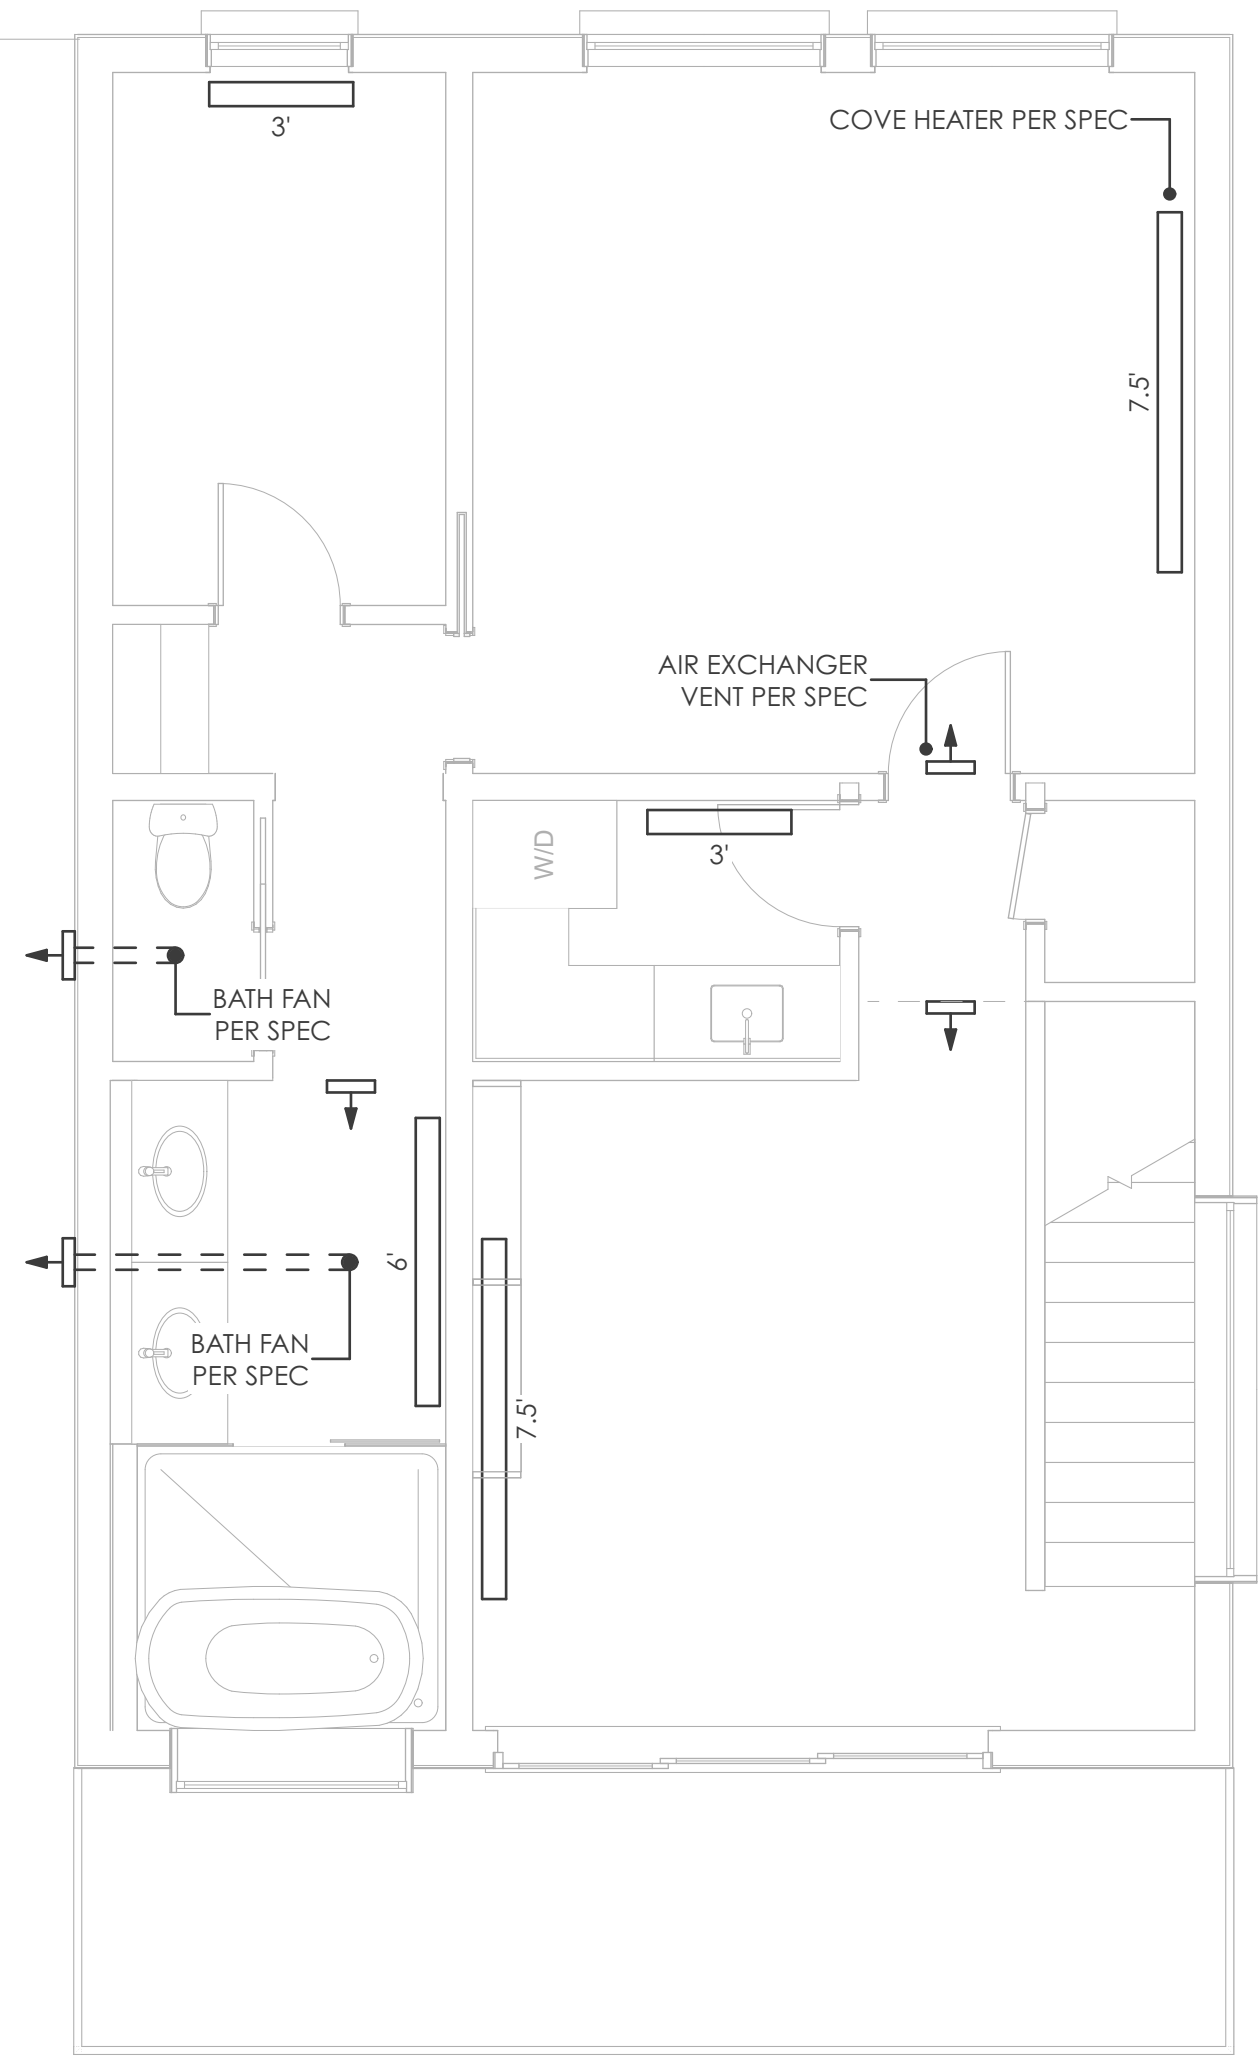 3'
COVE HEATER PER SPEC
7.5'
AIR EXCHANGER
VENT PER SPEC
W/D
3'
BATH FAN
PER SPEC
6'
BATH FAN
PER SPEC
7.5'